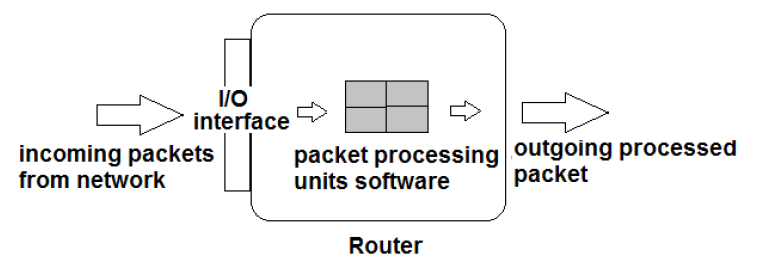 I/O
interface
incoming packets
from network
packet processing
units software
outgoing processed
packet
Router